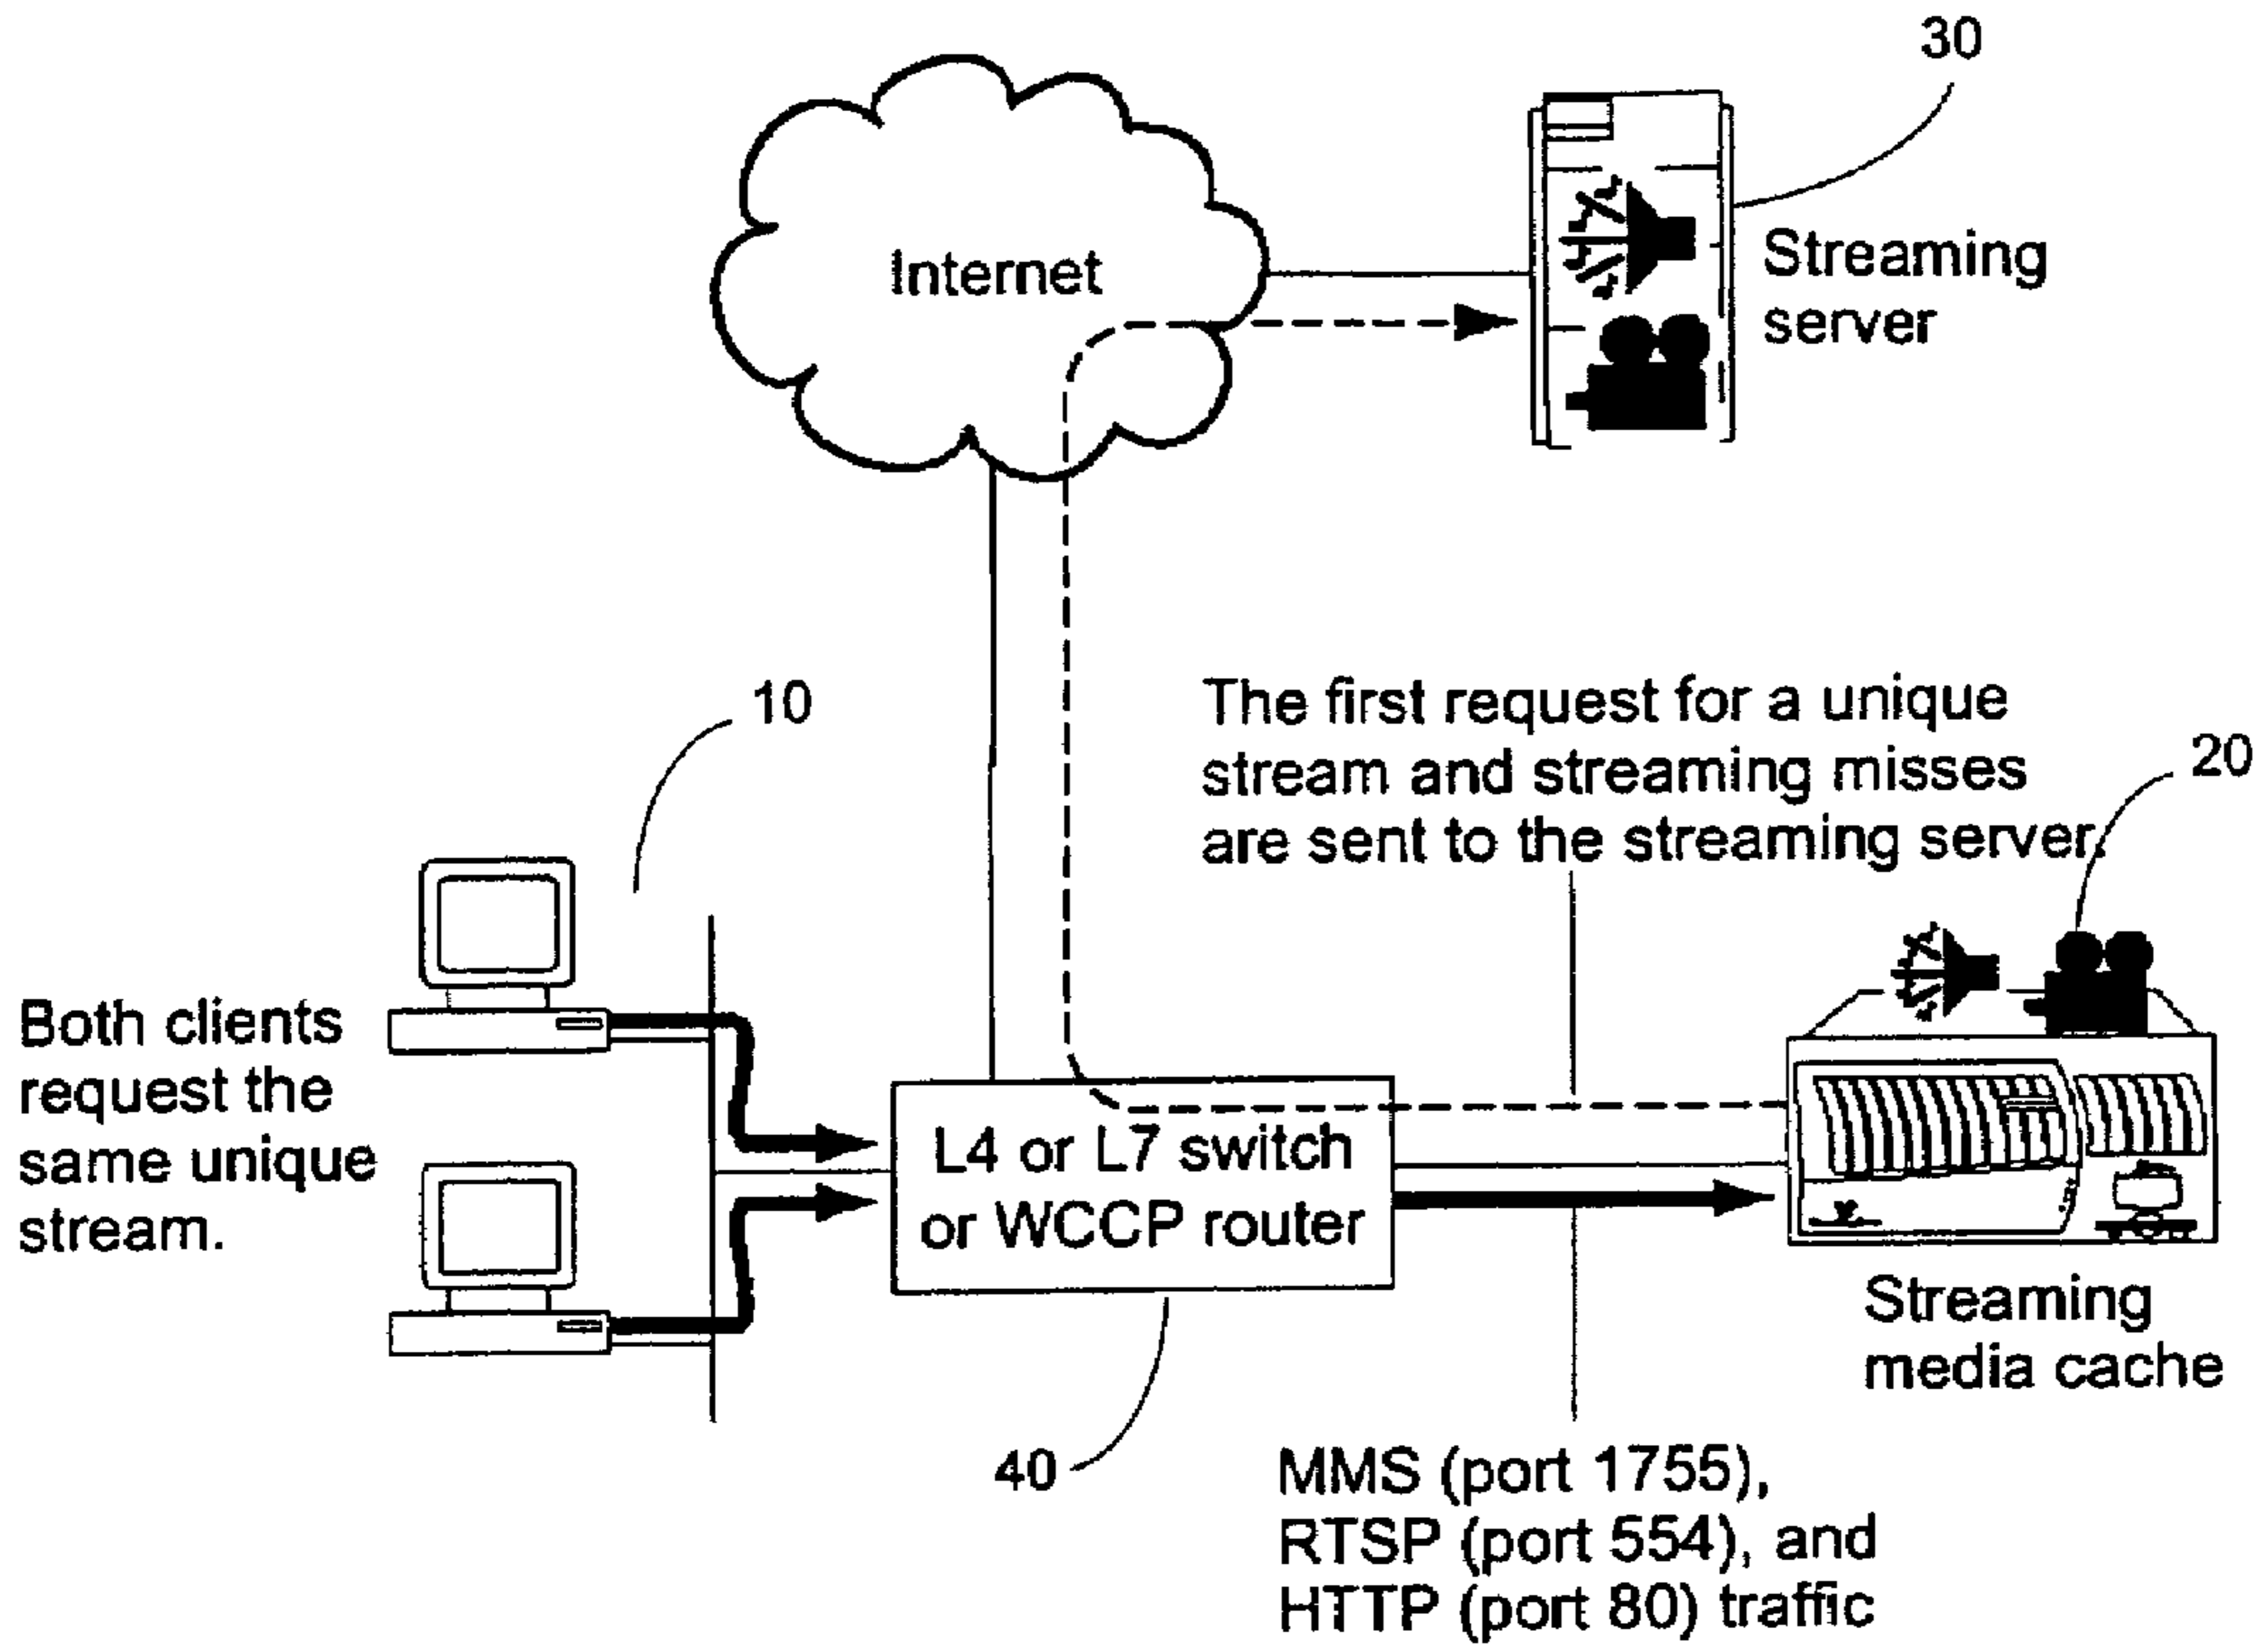 30
Internet
Streaming
server
10
The first request for a unique
stream and streaming misses
are sent to the streaming server.
20
Both clients
request the
same unique
stream.
L4 or L7 switch
or WCCP router
Streaming
media cache
40
MMS (port 1755),
RTSP (port 554), and
HTTP (port 80) traffic